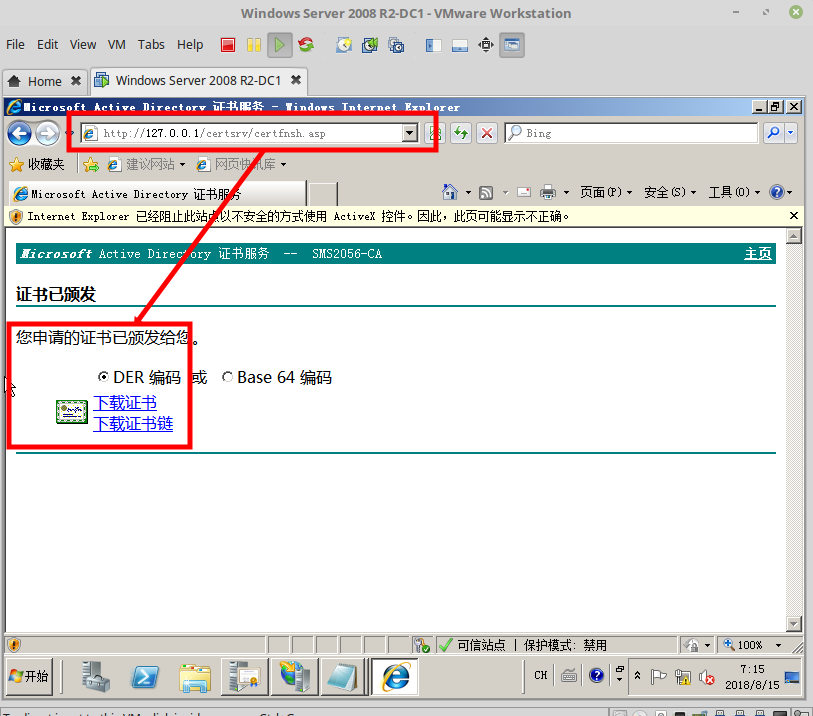 Windows Server 2008 R2-DC1 - VMware Workstation
File Edit View VM Tabs Help
Home Windows Server 2008 R2-DC1
Microsoft Active Directory 证书服务 - Windows Internet Explorer
http://127.0.0.1/certsrv/certfnsh.asp Bing
收藏夹 建议网站 网页快讯库
Microsoft Active Directory 证书服务 页面(P) 安全(S) 工具(O)
Internet Explorer 已经阻止此站点以不安全的方式使用 ActiveX 控件。因此，此页可能显示不正确。
Microsoft Active Directory 证书服务 -- SMS2056-CA 主页
证书已颁发
您申请的证书已颁发给您。
DER 编码 或 Base 64 编码
下载证书
下载证书链
可信站点 | 保护模式: 禁用 100%
开始 CH 7:15
2018/8/15